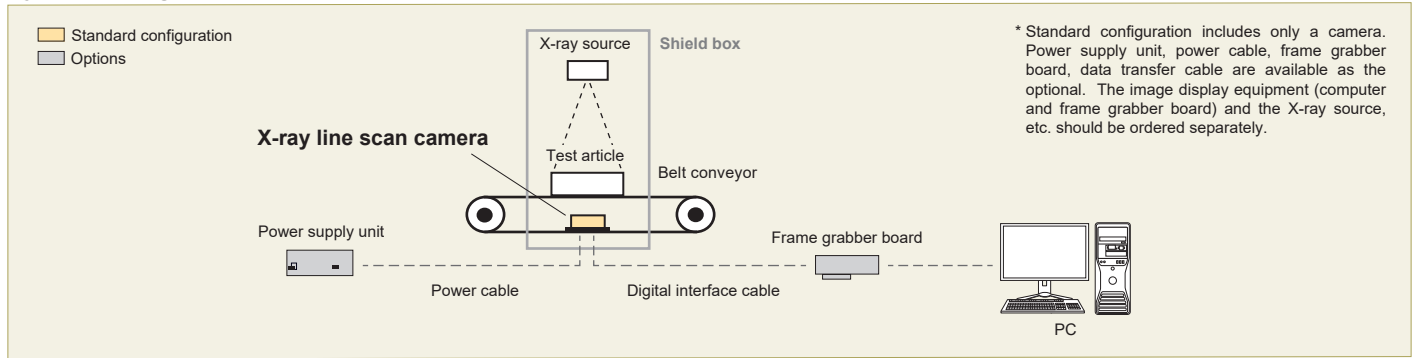 Standard configuration
Options
X-ray source
Shield box
* Standard configuration includes only a camera.
Power supply unit, power cable, frame grabber
board, data transfer cable are available as the
optional. The image display equipment (computer
and frame grabber board) and the X-ray source,
etc. should be ordered separately.
X-ray line scan camera
Test article
Belt conveyor
Power supply unit
Frame grabber board
Power cable
Digital interface cable
PC